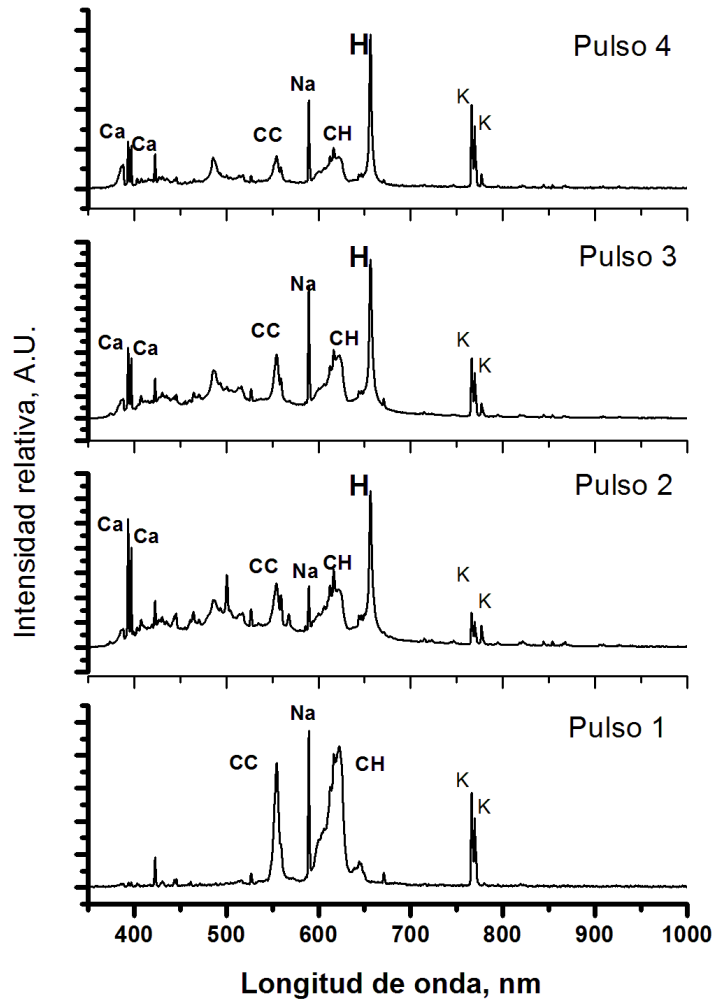 H
Pulso 4
Na
K
Ca
Ca
CC
CH
K
H
Pulso 3
Na
Ca
Ca
CC
CH
K
K
H
Pulso 2
Ca
Ca
CC
Na
CH
K
K
Na
Pulso 1
CC
CH
K
K
Intensidad relativa, A.U.
400 500 600 700 800 900 1000
Longitud de onda, nm